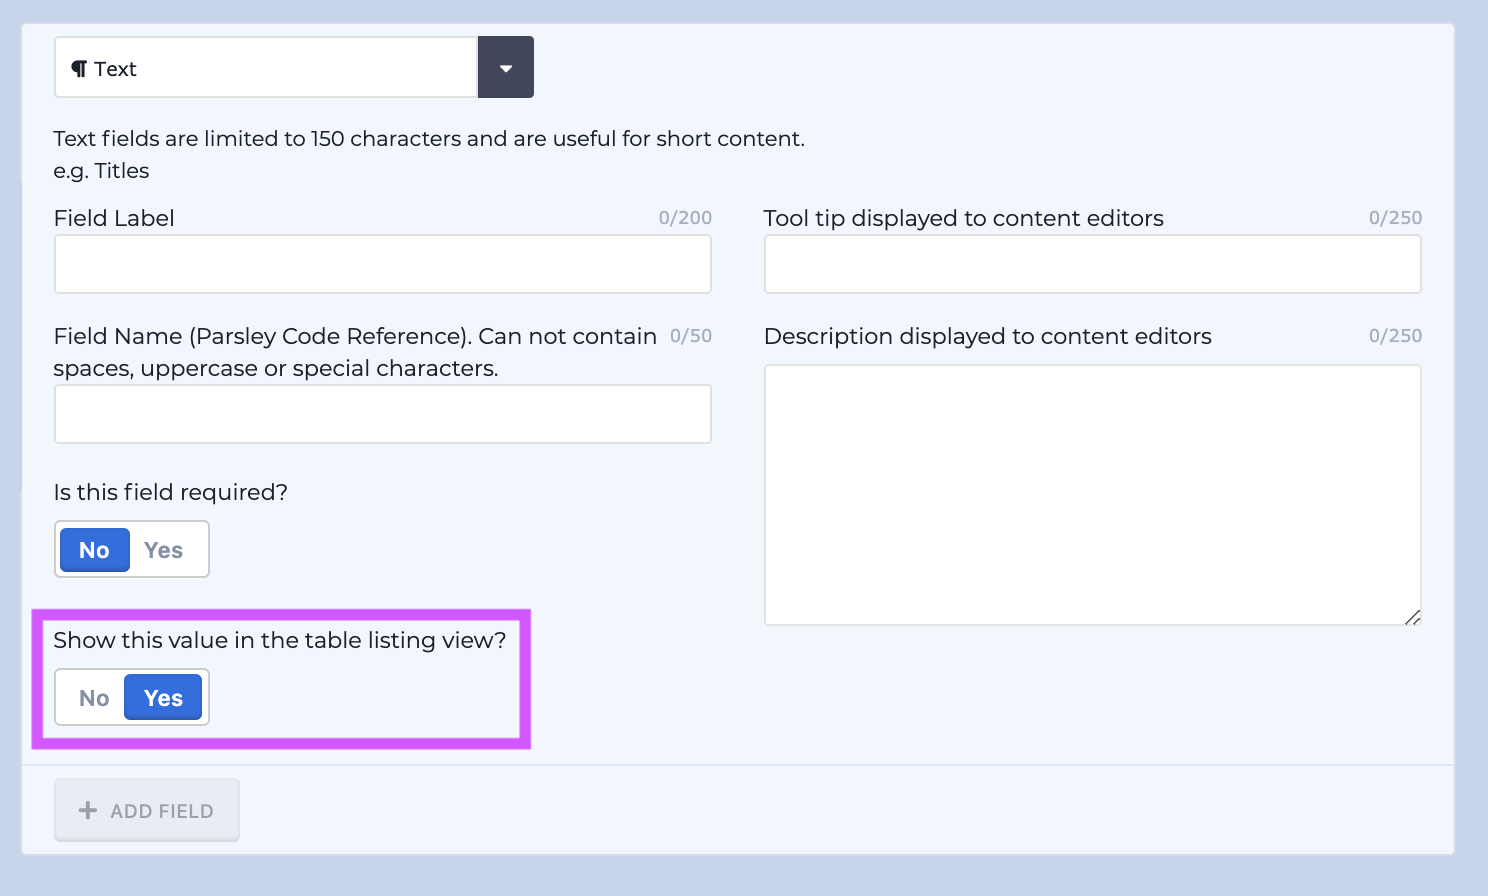 ¶ Text
Text fields are limited to 150 characters and are useful for short content.
e.g. Titles
Field Label 0/200
Tool tip displayed to content editors 0/250
Field Name (Parsley Code Reference). Can not contain 0/50
spaces, uppercase or special characters.
Description displayed to content editors 0/250
Is this field required?
No Yes
Show this value in the table listing view?
No Yes
+ ADD FIELD